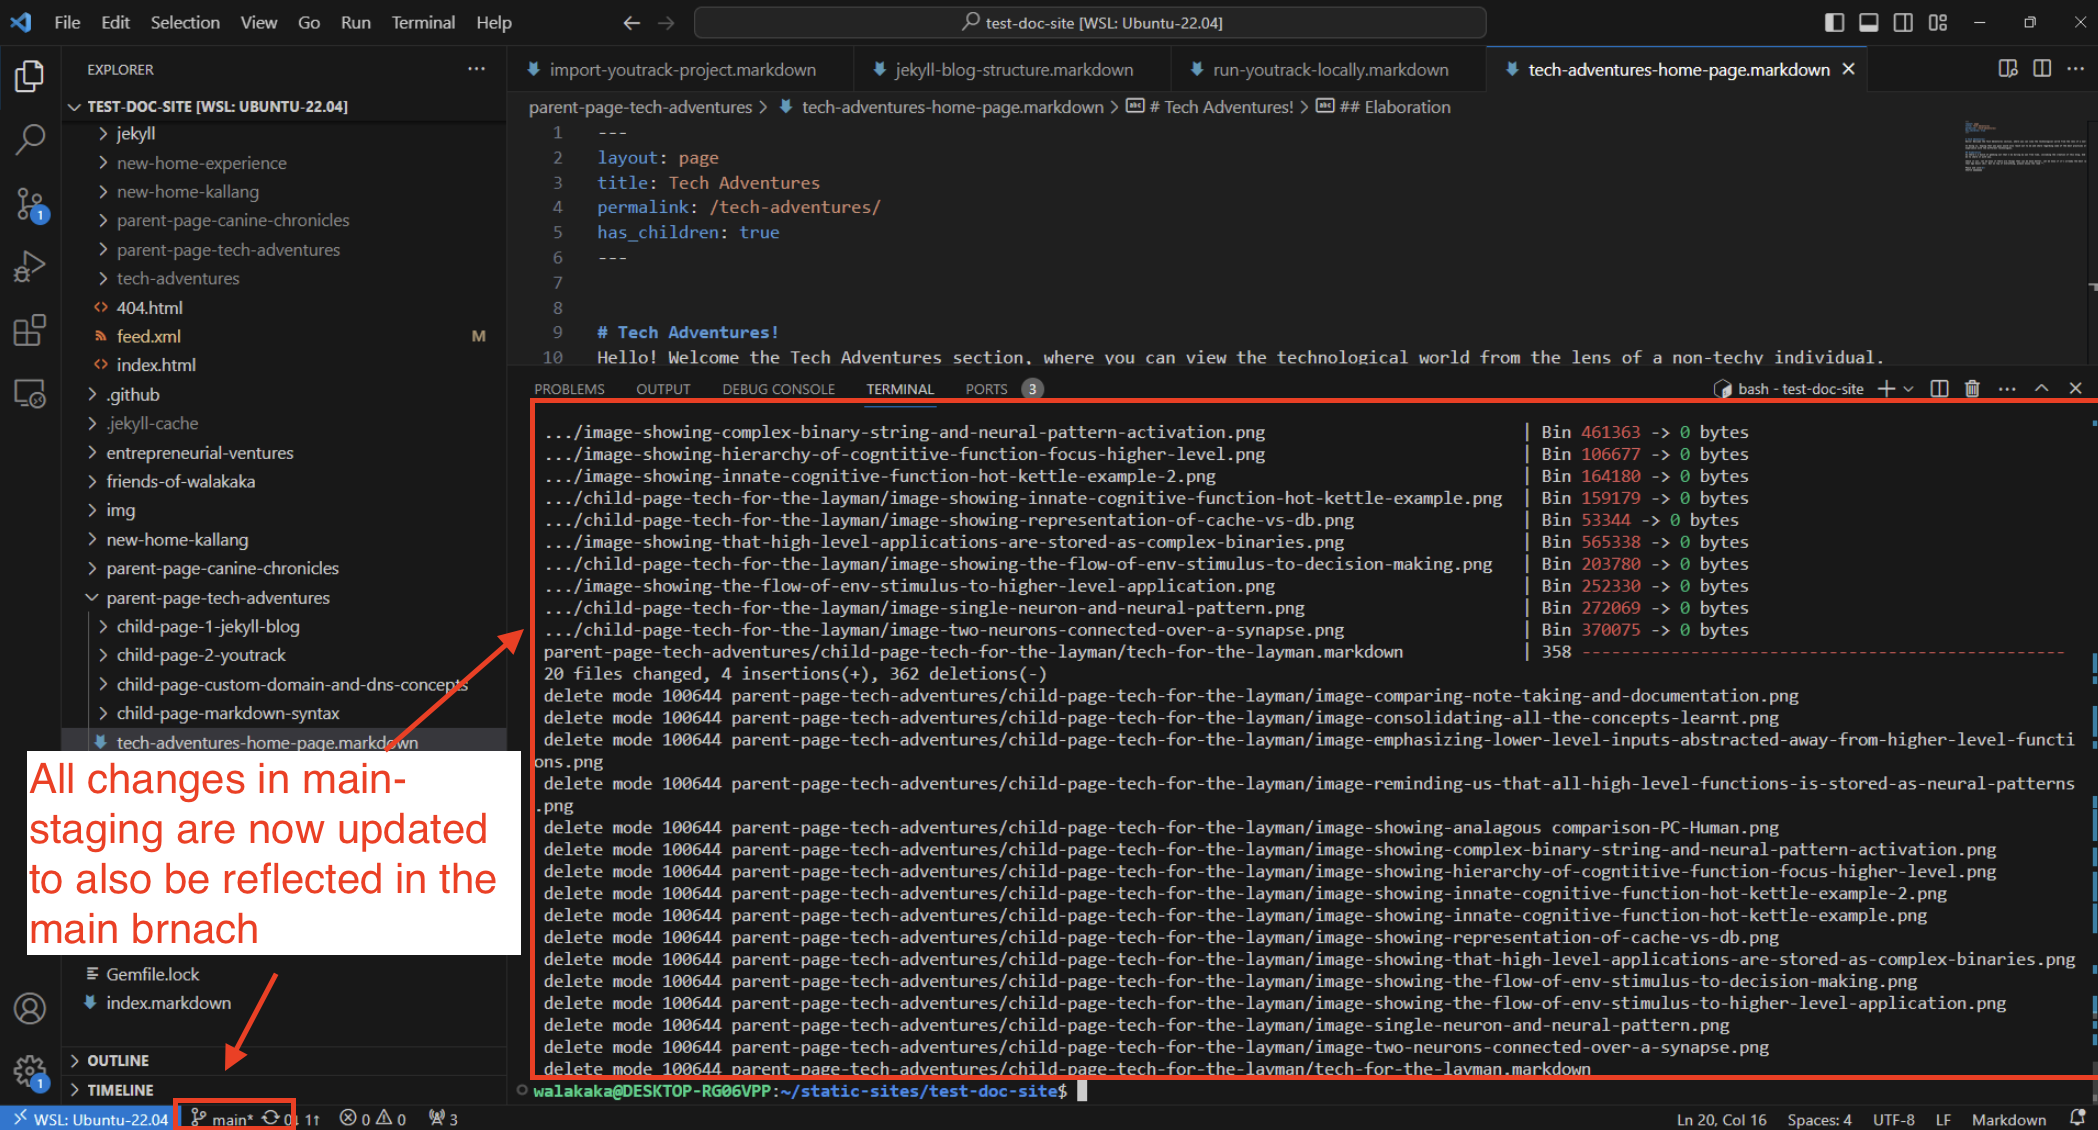 File Edit Selection View Go Run Terminal Help
test-doc-site [WSL: Ubuntu-22.04]
EXPLORER
TEST-DOC-SITE [WSL: UBUNTU-22.04]
jekyll
new-home-experience
new-home-kallang
parent-page-canine-chronicles
parent-page-tech-adventures
tech-adventures
404.html
feed.xml M
index.html
.github
.jekyll-cache
entrepreneurial-ventures
friends-of-walakaka
img
new-home-kallang
parent-page-canine-chronicles
parent-page-tech-adventures
child-page-1-jekyll-blog
child-page-2-youtrack
child-page-custom-domain-and-dns-concepts
child-page-markdown-syntax
tech-adventures-home-page.markdown
All changes in main-
staging are now updated
to also be reflected in the
main brnach
Gemfile.lock
index.markdown
OUTLINE
TIMELINE
1
1
import-youtrack-project.markdown jekyll-blog-structure.markdown run-youtrack-locally.markdown tech-adventures-home-page.markdown
parent-page-tech-adventures > tech-adventures-home-page.markdown > # Tech Adventures! > ## Elaboration
1 ---
2 layout: page
3 title: Tech Adventures
4 permalink: /tech-adventures/
5 has_children: true
6 ---
7
8
9 # Tech Adventures!
10 Hello! Welcome the Tech Adventures section, where you can view the technological world from the lens of a non-techy individual.
PROBLEMS OUTPUT DEBUG CONSOLE TERMINAL PORTS 3
bash - test-doc-site
.../image-showing-complex-binary-string-and-neural-pattern-activation.png | Bin 461363 -> 0 bytes
.../image-showing-hierarchy-of-cogntitive-function-focus-higher-level.png | Bin 106677 -> 0 bytes
.../image-showing-innate-cognitive-function-hot-kettle-example-2.png | Bin 164180 -> 0 bytes
.../child-page-tech-for-the-layman/image-showing-innate-cognitive-function-hot-kettle-example.png | Bin 159179 -> 0 bytes
.../child-page-tech-for-the-layman/image-showing-representation-of-cache-vs-db.png | Bin 53344 -> 0 bytes
.../image-showing-that-high-level-applications-are-stored-as-complex-binaries.png | Bin 565338 -> 0 bytes
.../child-page-tech-for-the-layman/image-showing-the-flow-of-env-stimulus-to-decision-making.png | Bin 203780 -> 0 bytes
.../image-showing-the-flow-of-env-stimulus-to-higher-level-application.png | Bin 252330 -> 0 bytes
.../child-page-tech-for-the-layman/image-single-neuron-and-neural-pattern.png | Bin 272069 -> 0 bytes
.../child-page-tech-for-the-layman/image-two-neurons-connected-over-a-synapse.png | Bin 370075 -> 0 bytes
parent-page-tech-adventures/child-page-tech-for-the-layman/tech-for-the-layman.markdown | 358 -------------------------------------------------
20 files changed, 4 insertions(+), 362 deletions(-)
delete mode 100644 parent-page-tech-adventures/child-page-tech-for-the-layman/image-comparing-note-taking-and-documentation.png
delete mode 100644 parent-page-tech-adventures/child-page-tech-for-the-layman/image-consolidating-all-the-concepts-learnt.png
delete mode 100644 parent-page-tech-adventures/child-page-tech-for-the-layman/image-emphasizing-lower-level-inputs-abstracted-away-from-higher-level-functi
ons.png
delete mode 100644 parent-page-tech-adventures/child-page-tech-for-the-layman/image-reminding-us-that-all-high-level-functions-is-stored-as-neural-patterns
.png
delete mode 100644 parent-page-tech-adventures/child-page-tech-for-the-layman/image-showing-analagous comparison-PC-Human.png
delete mode 100644 parent-page-tech-adventures/child-page-tech-for-the-layman/image-showing-complex-binary-string-and-neural-pattern-activation.png
delete mode 100644 parent-page-tech-adventures/child-page-tech-for-the-layman/image-showing-hierarchy-of-cogntitive-function-focus-higher-level.png
delete mode 100644 parent-page-tech-adventures/child-page-tech-for-the-layman/image-showing-innate-cognitive-function-hot-kettle-example-2.png
delete mode 100644 parent-page-tech-adventures/child-page-tech-for-the-layman/image-showing-innate-cognitive-function-hot-kettle-example.png
delete mode 100644 parent-page-tech-adventures/child-page-tech-for-the-layman/image-showing-representation-of-cache-vs-db.png
delete mode 100644 parent-page-tech-adventures/child-page-tech-for-the-layman/image-showing-that-high-level-applications-are-stored-as-complex-binaries.png
delete mode 100644 parent-page-tech-adventures/child-page-tech-for-the-layman/image-showing-the-flow-of-env-stimulus-to-decision-making.png
delete mode 100644 parent-page-tech-adventures/child-page-tech-for-the-layman/image-showing-the-flow-of-env-stimulus-to-higher-level-application.png
delete mode 100644 parent-page-tech-adventures/child-page-tech-for-the-layman/image-single-neuron-and-neural-pattern.png
delete mode 100644 parent-page-tech-adventures/child-page-tech-for-the-layman/image-two-neurons-connected-over-a-synapse.png
delete mode 100644 parent-page-tech-adventures/child-page-tech-for-the-layman/tech-for-the-layman.markdown
walakaka@DESKTOP-RG06VPP:~/static-sites/test-doc-site$
WSL: Ubuntu-22.04 main* 0↓ 1↑ 0 0 3 Ln 20, Col 16 Spaces: 4 UTF-8 LF Markdown